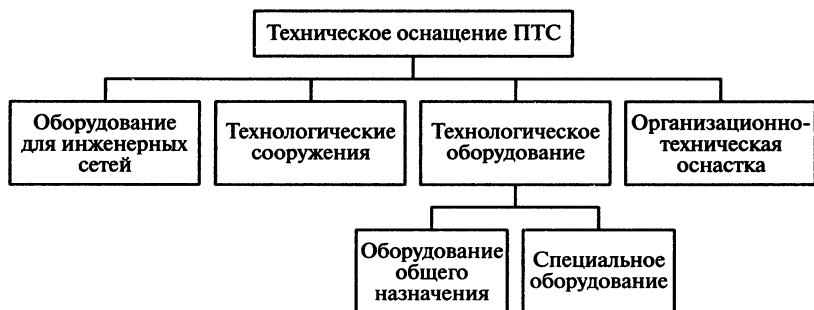 Техническое оснащение ПТС
Оборудование
для инженерных
сетей
Технологические
сооружения
Технологическое
оборудование
Организационно-
техническая
оснастка
Оборудование
общего
назначения
Специальное
оборудование